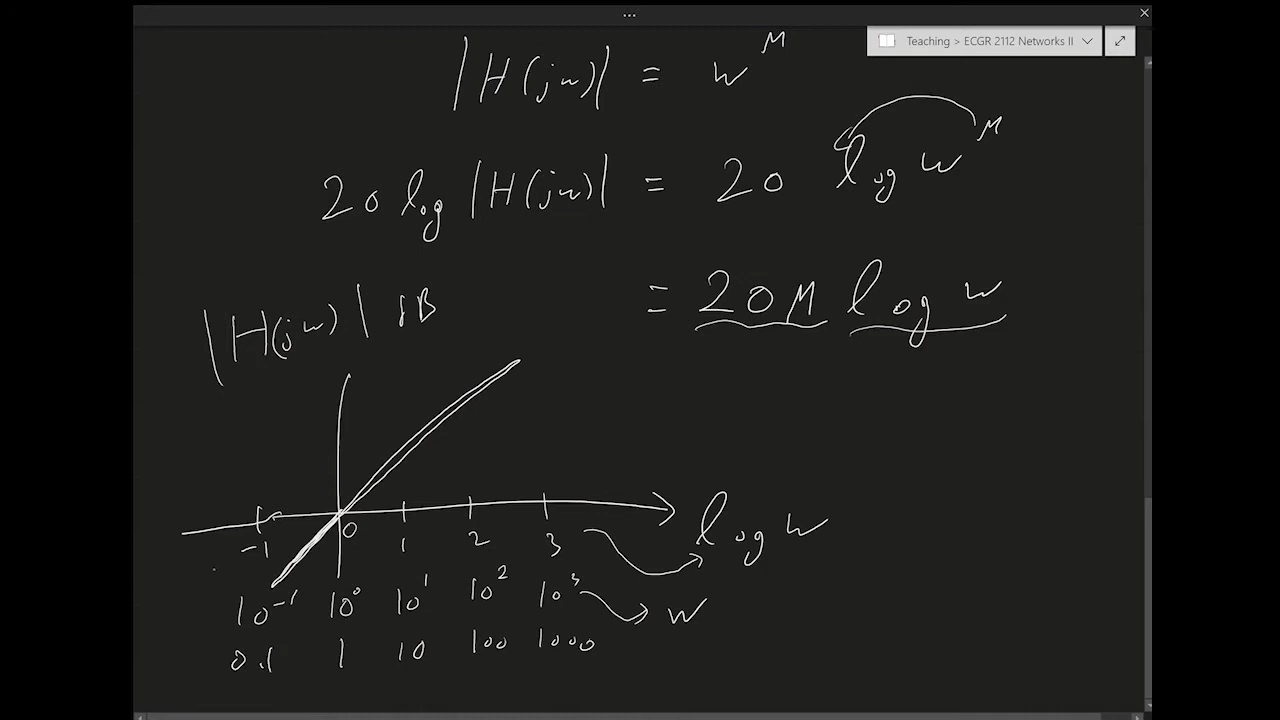 Teaching > ECGR 2112 Networks II
|H(jw)| = w^M
20 log |H(jw)| = 20 log w^M
= 20M log w
|H(jw)| dB
-1 0 1 2 3 log w
10^-1 10^0 10^1 10^2 10^3 w
0.1 1 10 100 1000